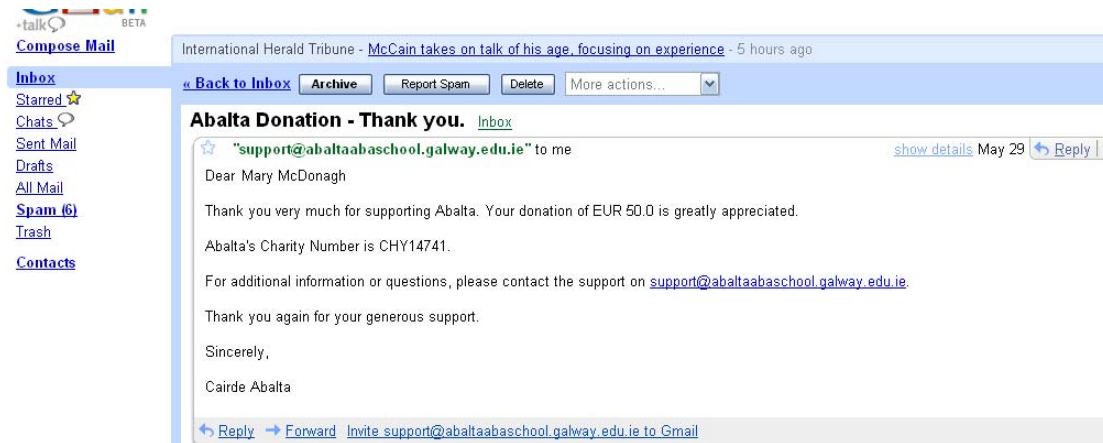 talk BETA
Compose Mail
Inbox
Starred
Chats
Sent Mail
Drafts
All Mail
Spam (6)
Trash
Contacts
International Herald Tribune - McCain takes on talk of his age, focusing on experience - 5 hours ago
« Back to Inbox Archive Report Spam Delete More actions...
Abalta Donation - Thank you. Inbox
"support@abaltaabaschool.galway.edu.ie" to me show details May 29 Reply
Dear Mary McDonagh
Thank you very much for supporting Abalta. Your donation of EUR 50.0 is greatly appreciated.
Abalta's Charity Number is CHY14741.
For additional information or questions, please contact the support on support@abaltaabaschool.galway.edu.ie.
Thank you again for your generous support.
Sincerely,
Cairde Abalta
Reply Forward Invite support@abaltaabaschool.galway.edu.ie to Gmail